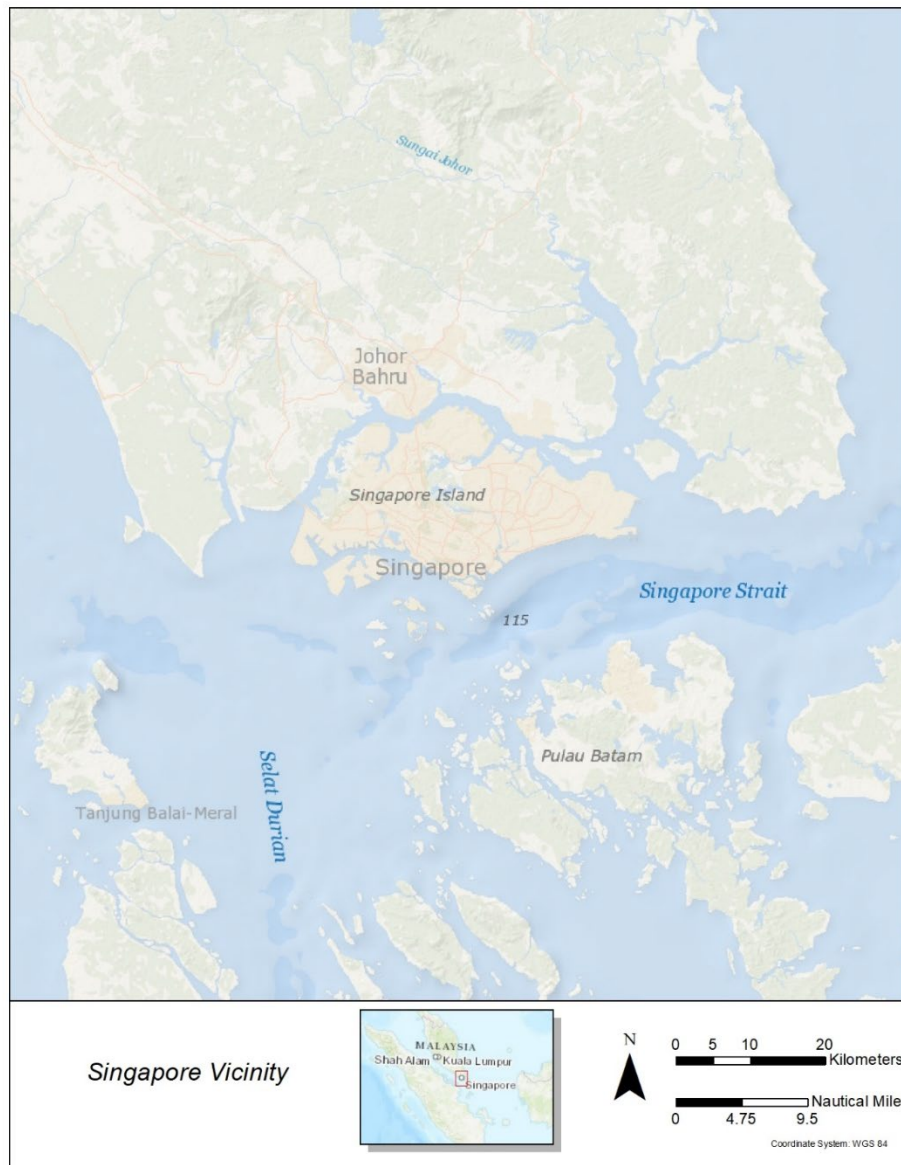 Sungai Johor
Johor
Bahru
Singapore Island
Singapore
Singapore Strait
115
Pulau Batam
Selat Durian
Tanjung Balai-Meral
Singapore Vicinity
MALAYSIA
Shah Alam
Kuala Lumpur
Singapore
N
0 5 10 20
Kilometers
Nautical Mile
0 4.75 9.5
Coordinate System: WGS 84